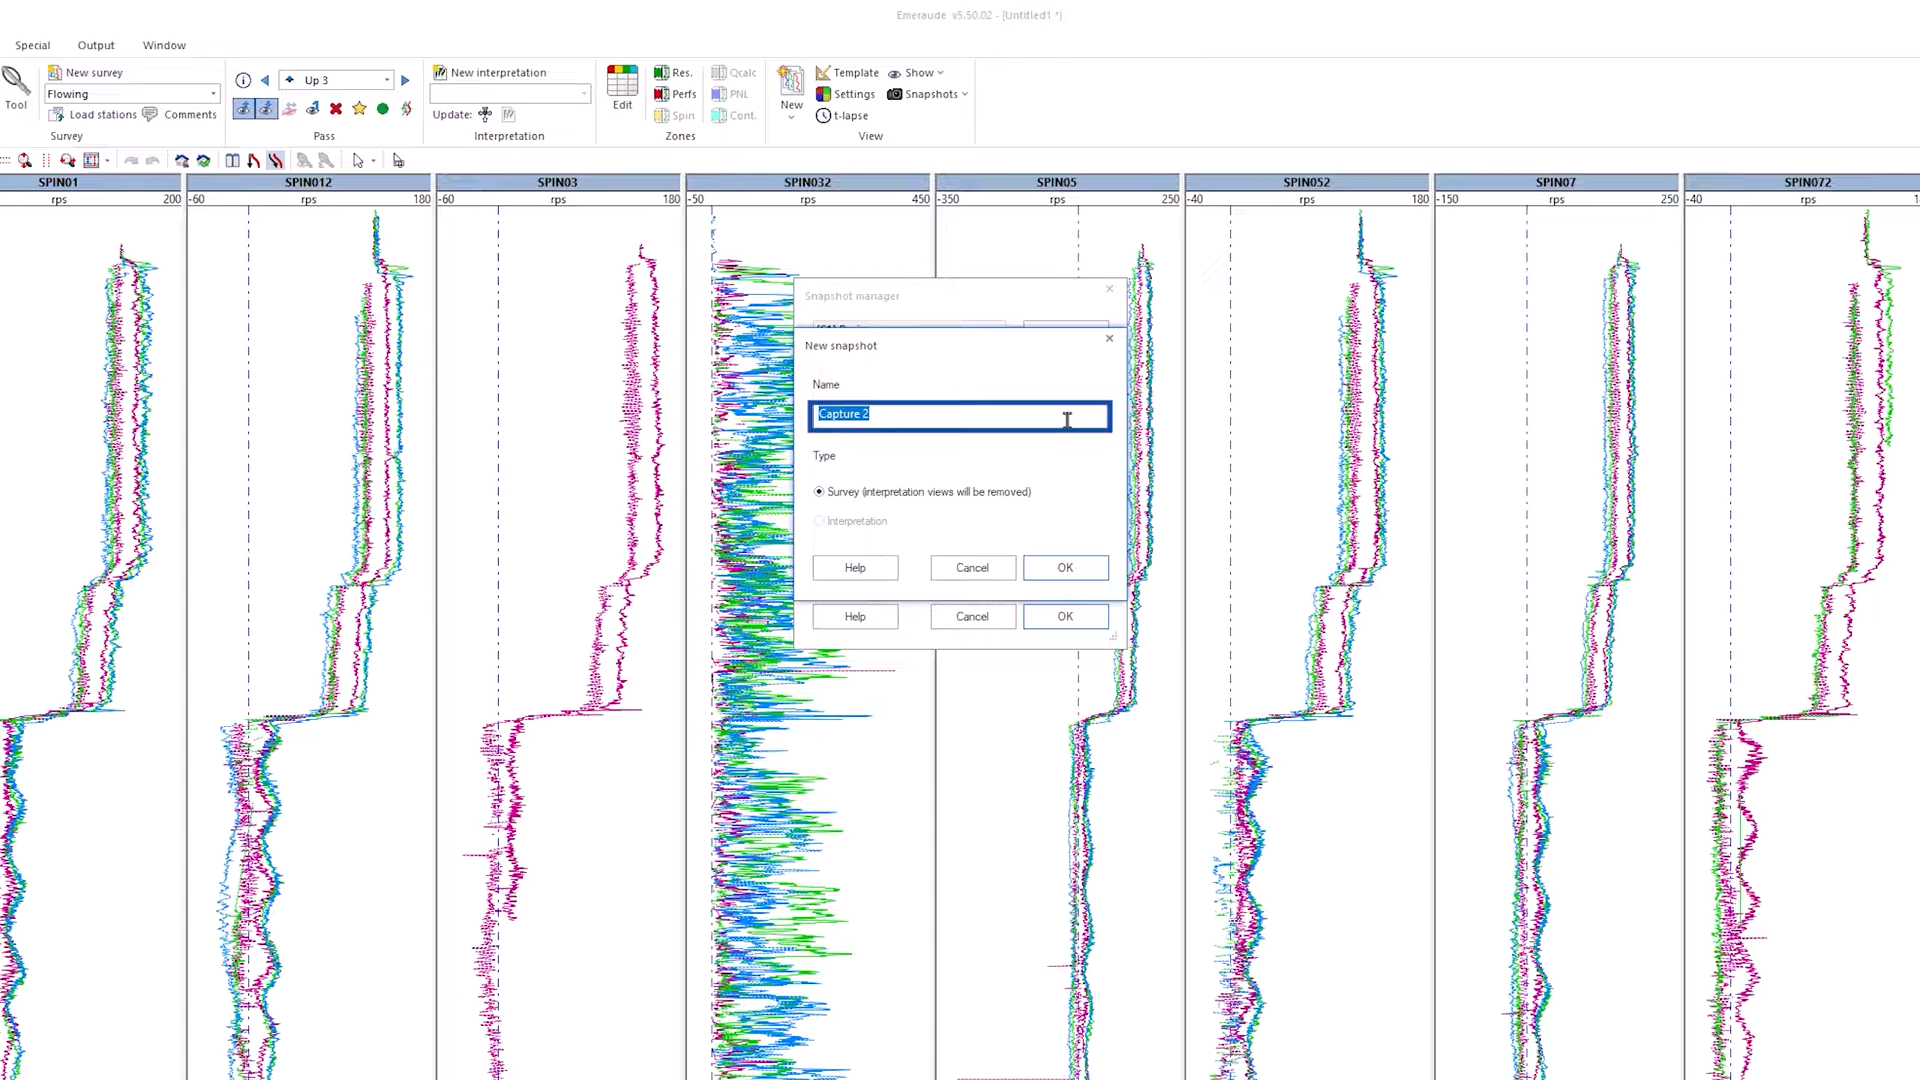 Emeraude v5.50.02 - [Untitled1 *]
Special Output Window
New survey
Up 3
New interpretation
Res.
Qcalc
Template
Show
Flowing
Perfs
PNL
Settings
Snapshots
Tool
Edit
New
Load stations
Comments
Update:
Spin
Cont.
t-lapse
Survey
Pass
Interpretation
Zones
View
SPIN01 SPIN012 SPIN03 SPIN032 SPIN05 SPIN052 SPIN07 SPIN072
rps 200 -60 rps 180 -60 rps 180 -50 rps 450 -350 rps 250 -40 rps 180 -150 rps 250 -40 rps
Snapshot manager
New snapshot
Name
Capture 2
Type
Survey (interpretation views will be removed)
Interpretation
Help Cancel OK
Help Cancel OK